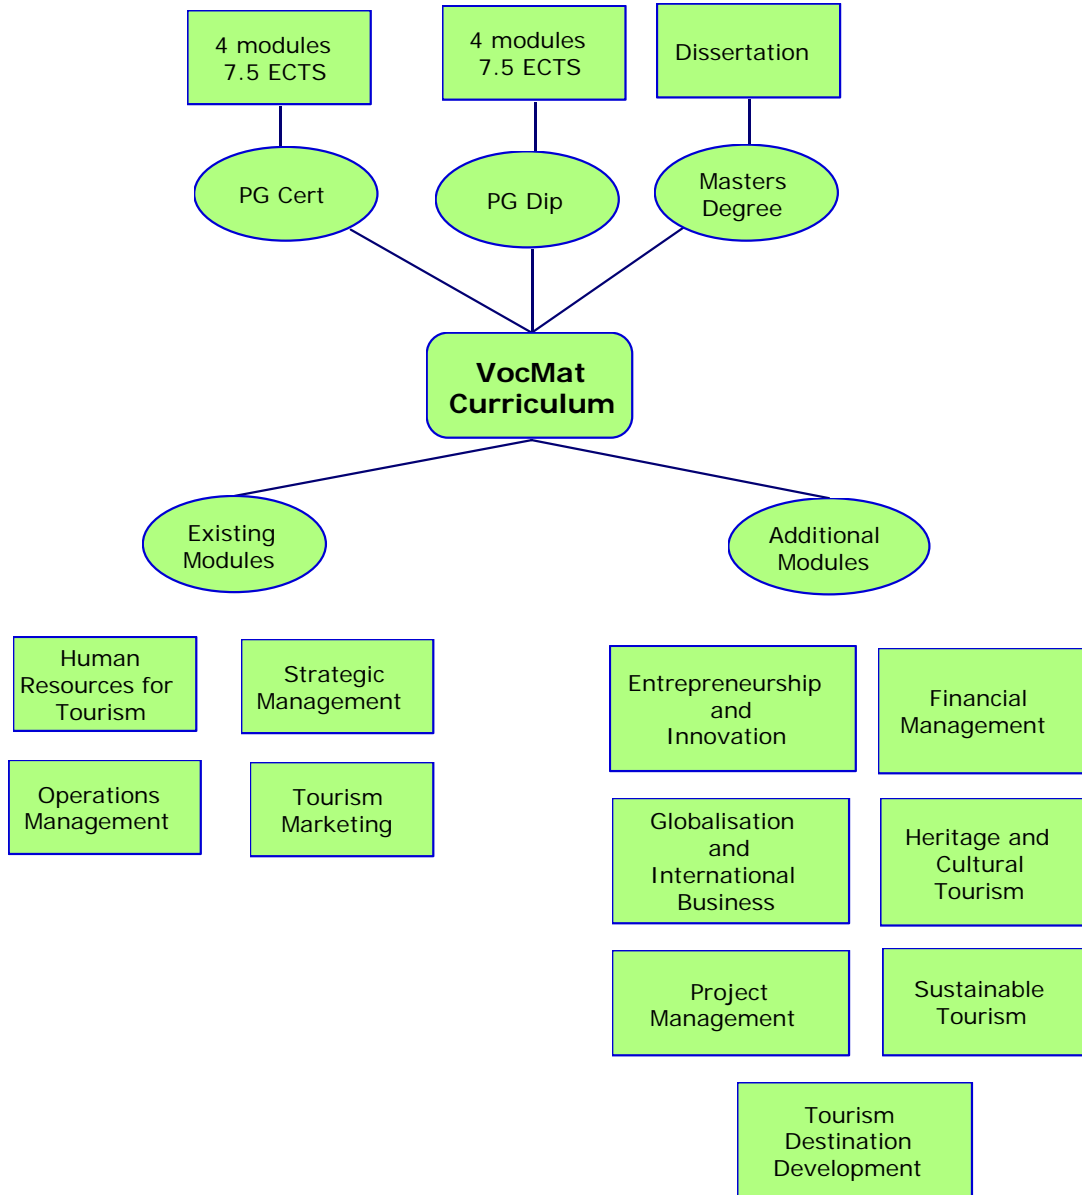 4 modules
7.5 ECTS
4 modules
7.5 ECTS
Dissertation
PG Cert
PG Dip
Masters
Degree
VocMat
Curriculum
Existing
Modules
Additional
Modules
Human
Resources for
Tourism
Strategic
Management
Operations
Management
Tourism
Marketing
Entrepreneurship
and
Innovation
Financial
Management
Globalisation
and
International
Business
Heritage and
Cultural
Tourism
Project
Management
Sustainable
Tourism
Tourism
Destination
Development